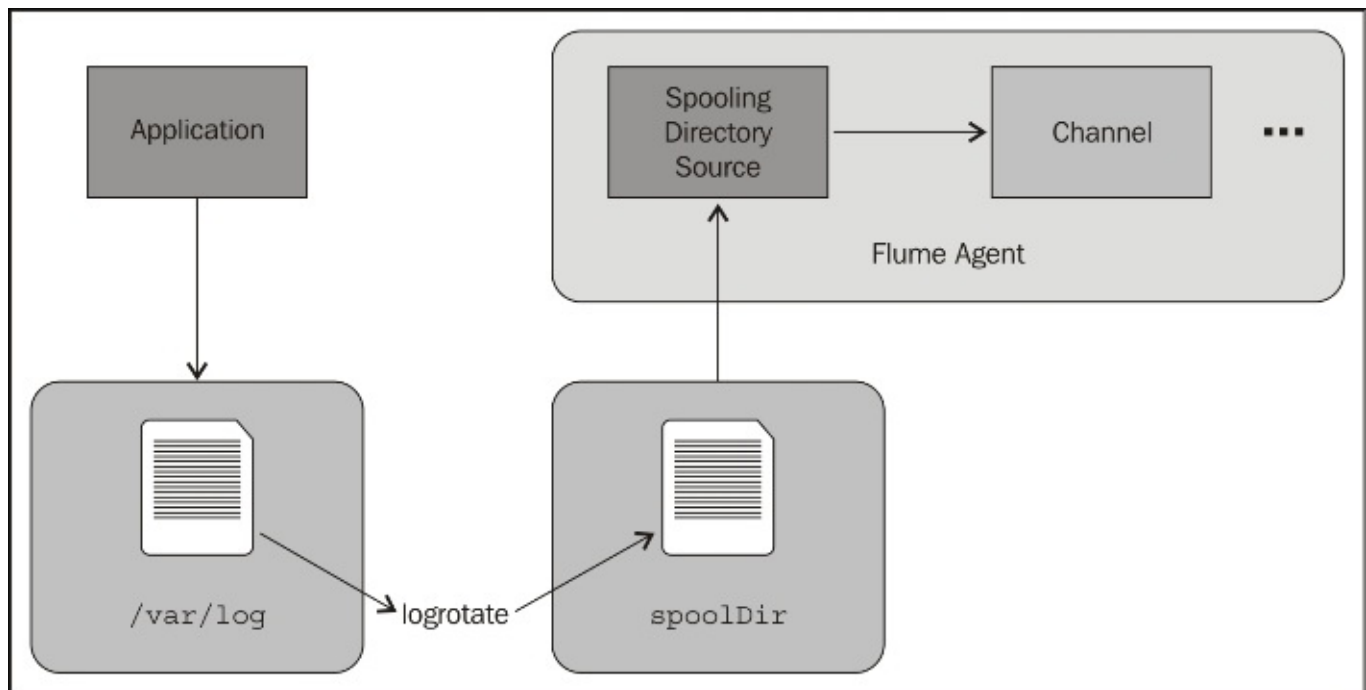 Application
Spooling
Directory
Source
Channel
...
Flume Agent
/var/log
logrotate
spoolDir